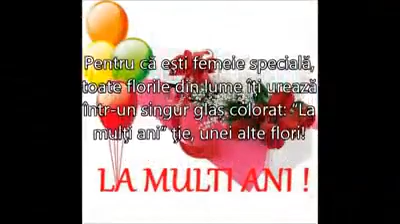 Pentru că ești femeie specială,
toate florile din lume îți urează
într-un singur glas colorat: "La
mulți ani" ție, unei alte flori!
LA MULTI ANI !